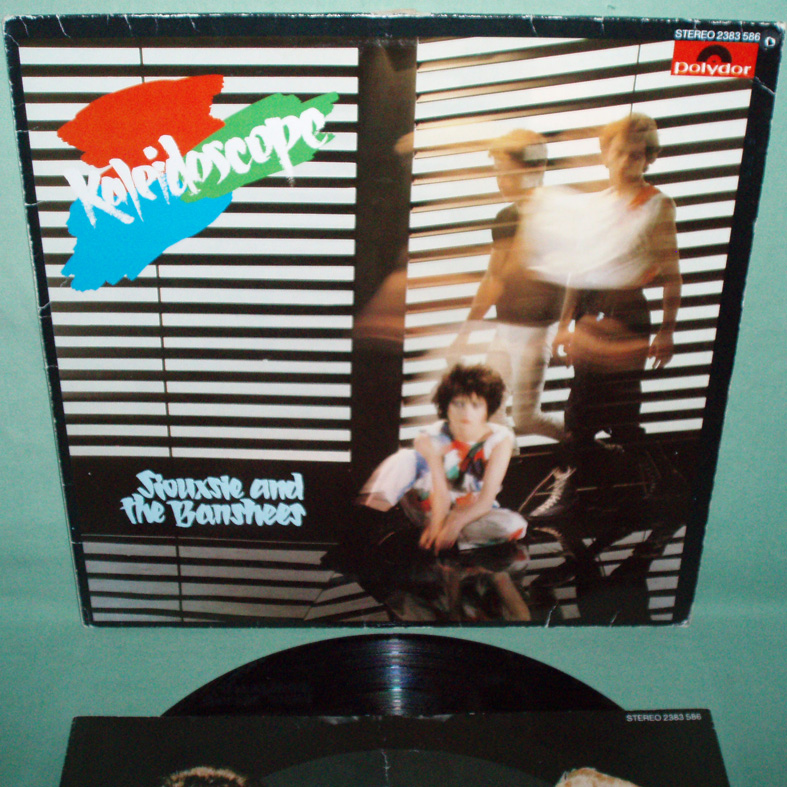 STEREO 2383 586
polydor
Kaleidoscope
Siouxsie and
the Banshees
STEREO 2383 586